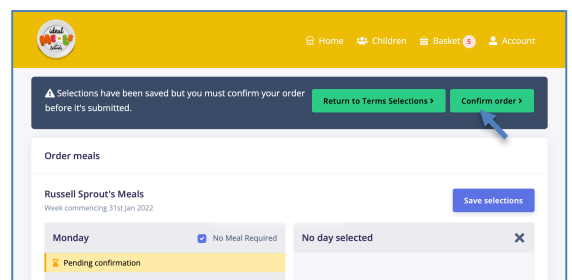 ideal
MENU
Schools
Home Children Basket 5 Account
Selections have been saved but you must confirm your order
before it's submitted.
Return to Terms Selections >
Confirm order >
Order meals
Russell Sprout's Meals
Week commencing 31st Jan 2022
Save selections
Monday No Meal Required
No day selected
Pending confirmation